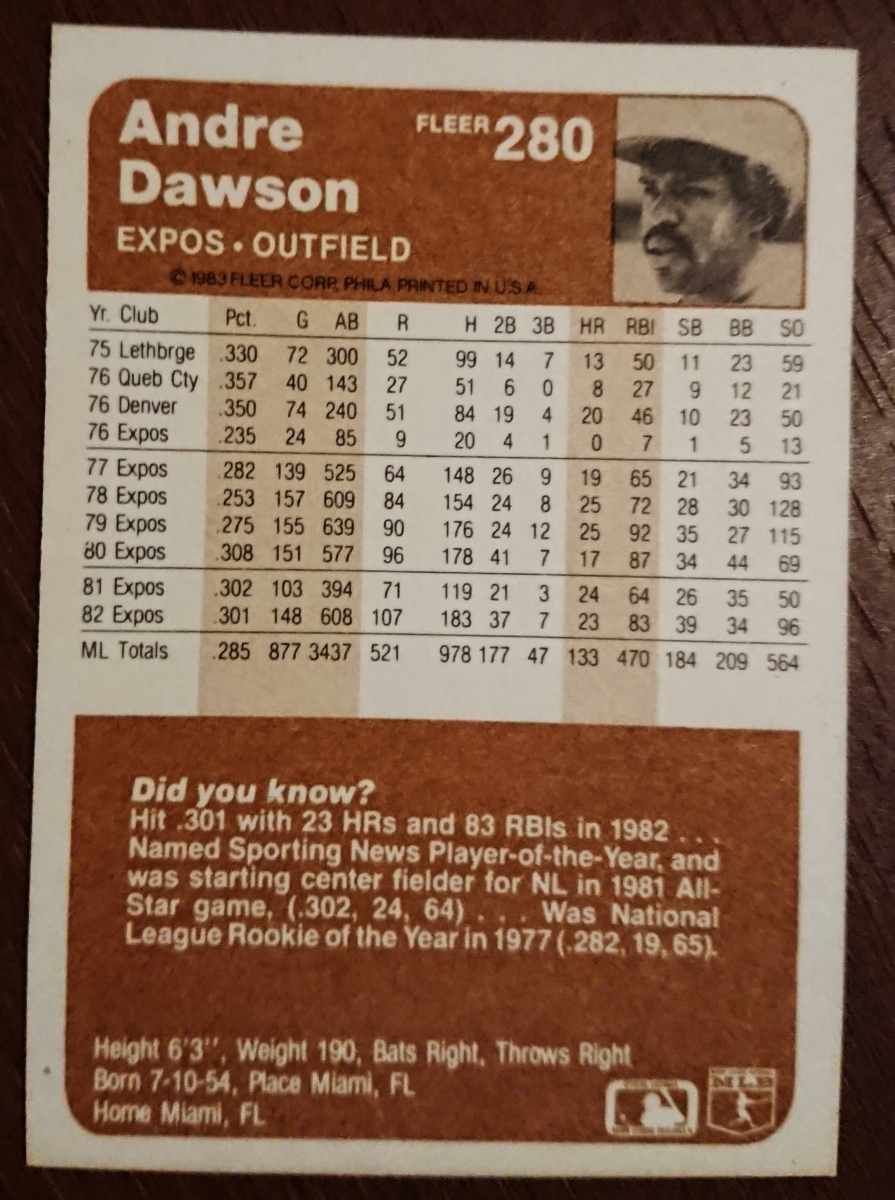 Andre
Dawson
FLEER 280
EXPOS • OUTFIELD
© 1983 FLEER CORP. PHILA PRINTED IN U.S.A.
Yr. Club Pct. G AB R H 2B 3B HR RBI SB BB SO
75 Lethbrge .330 72 300 52 99 14 7 13 50 11 23 59
76 Queb Cty .357 40 143 27 51 6 0 8 27 9 12 21
76 Denver .350 74 240 51 84 19 4 20 46 10 23 50
76 Expos .235 24 85 9 20 4 1 0 7 1 5 13
77 Expos .282 139 525 64 148 26 9 19 65 21 34 93
78 Expos .253 157 609 84 154 24 8 25 72 28 30 128
79 Expos .275 155 639 90 176 24 12 25 92 35 27 115
80 Expos .308 151 577 96 178 41 7 17 87 34 44 69
81 Expos .302 103 394 71 119 21 3 24 64 26 35 50
82 Expos .301 148 608 107 183 37 7 23 83 39 34 96
ML Totals .285 877 3437 521 978 177 47 133 470 184 209 564
Did you know?
Hit .301 with 23 HRs and 83 RBIs in 1982 . . .
Named Sporting News Player-of-the-Year, and
was starting center fielder for NL in 1981 All-
Star game, (.302, 24, 64) . . . Was National
League Rookie of the Year in 1977 (.282, 19, 65).
Height 6'3'', Weight 190, Bats Right, Throws Right
Born 7-10-54, Place Miami, FL
Home Miami, FL
MLB